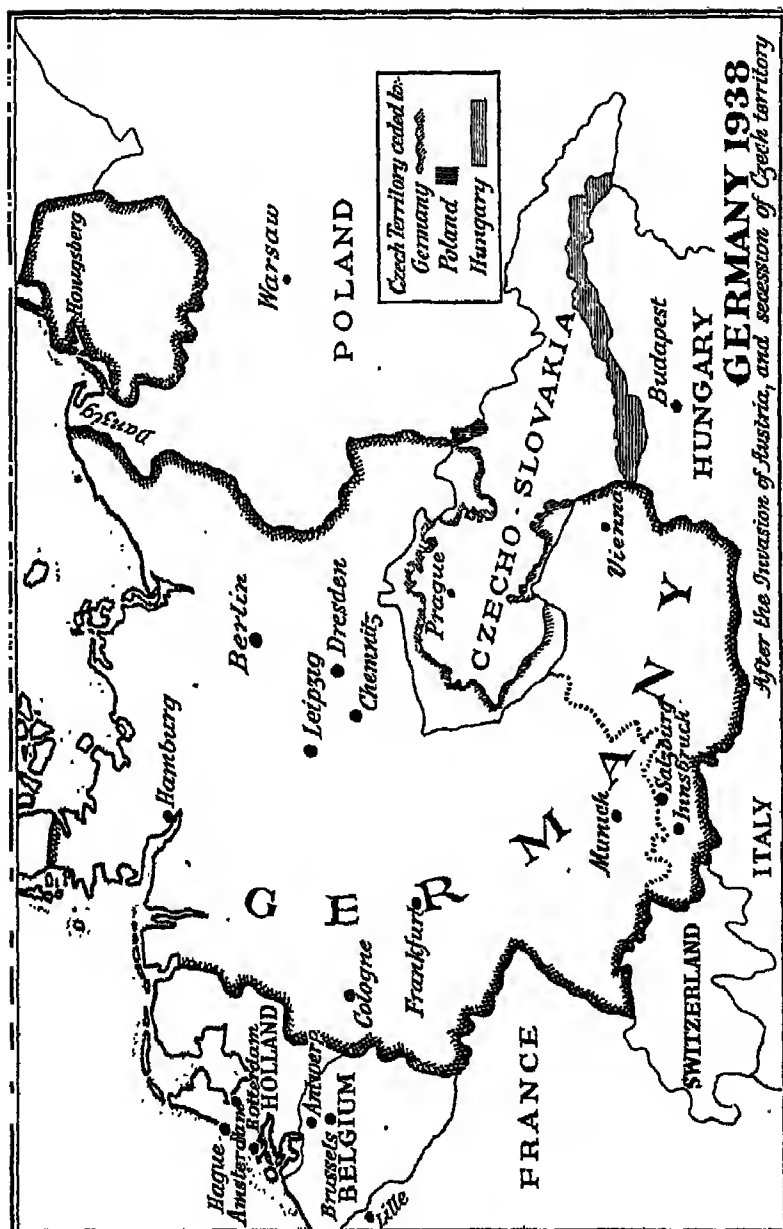 Konigsberg
Danzig
Hamburg
Hague
Amsterdam
Rotterdam
HOLLAND
Berlin
Warsaw
Antwerp
Brussels
BELGIUM
Lille
Cologne
Leipzig
Dresden
Chemnitz
POLAND
Frankfurt
GERMANY
Prague
CZECHO-SLOVAKIA
Czech Territory ceded to:-
Germany
Poland
Hungary
FRANCE
Munich
Vienna
Salzburg
Innsbruck
Budapest
HUNGARY
SWITZERLAND
ITALY
GERMANY 1938
After the Invasion of Austria, and secession of Czech territory